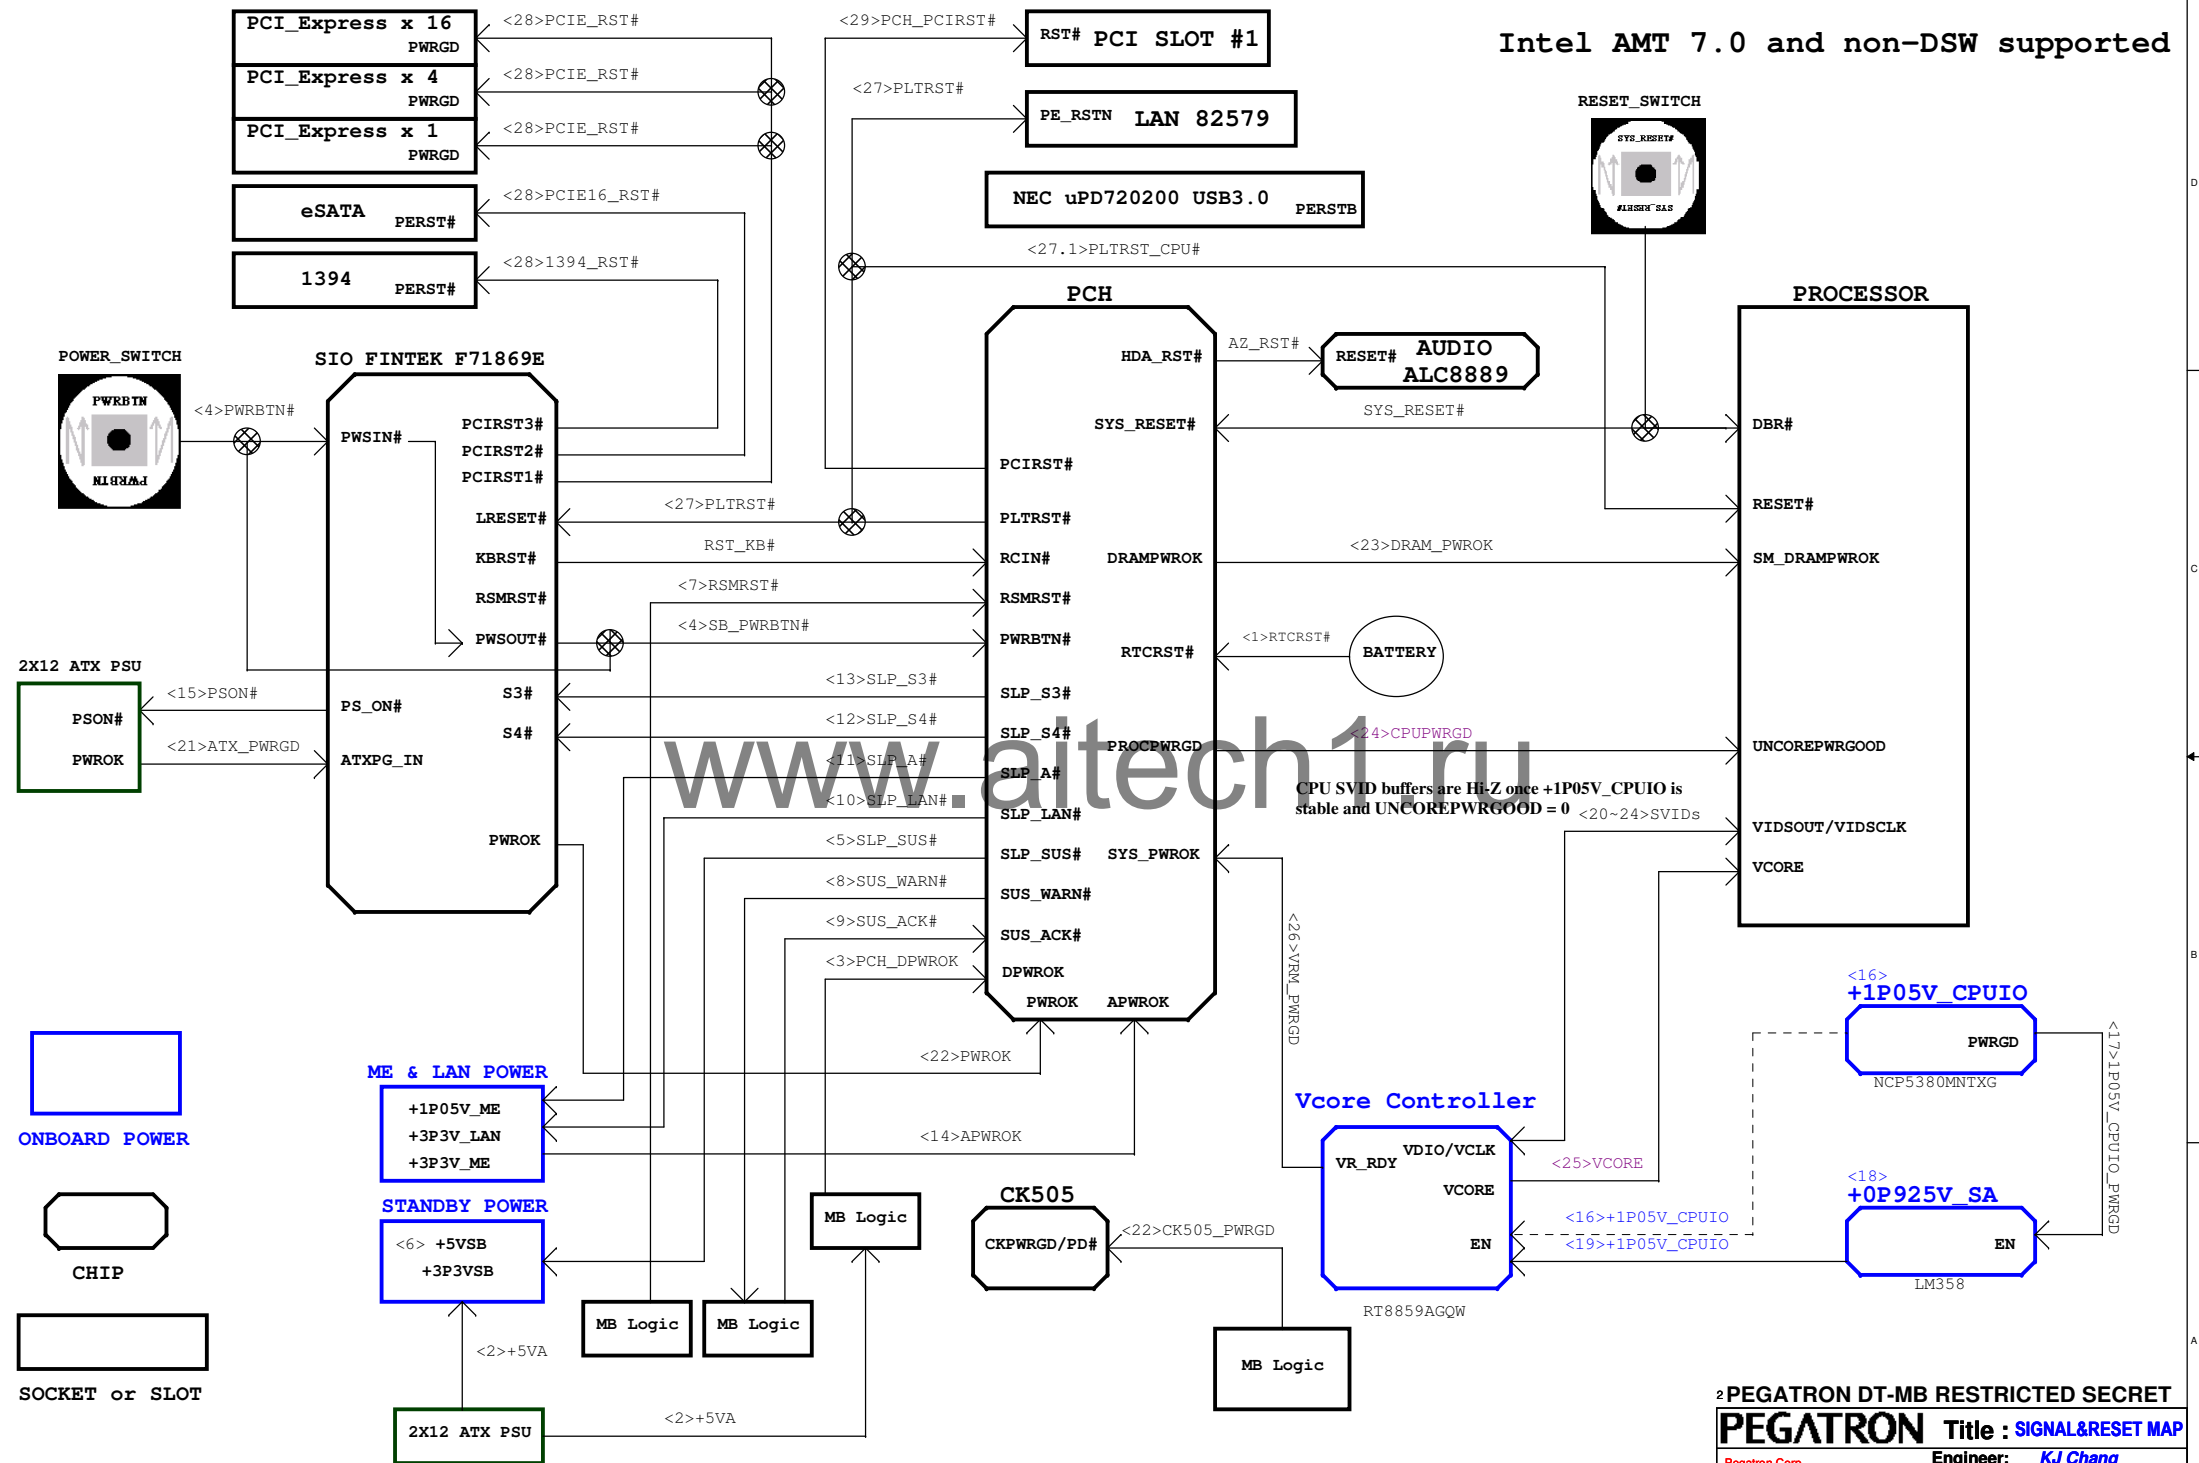 Intel AMT 7.0 and non-DSW supported
PCI_Express x 16
PWRGD
<28>PCIE_RST#
PCI_Express x 4
PWRGD
<28>PCIE_RST#
PCI_Express x 1
PWRGD
<28>PCIE_RST#
eSATA
PERST#
<28>PCIE16_RST#
1394
PERST#
<28>1394_RST#
<29>PCH_PCIRST#
RST# PCI SLOT #1
<27>PLTRST#
PE_RSTN LAN 82579
NEC uPD720200 USB3.0
PERSTB
<27.1>PLTRST_CPU#
RESET_SWITCH
SYS_RESET#
SYS_RESET#
POWER_SWITCH
PWRBTN
PWRBTN
<4>PWRBTN#
SIO FINTEK F71869E
PWSIN#
PCIRST3#
PCIRST2#
PCIRST1#
LRESET#
KBRST#
RSMRST#
PWSOUT#
S3#
S4#
PS_ON#
ATXPG_IN
PWROK
2X12 ATX PSU
PSON#
PWROK
<15>PSON#
<21>ATX_PWRGD
<27>PLTRST#
RST_KB#
<7>RSMRST#
<4>SB_PWRBTN#
<13>SLP_S3#
<12>SLP_S4#
<11>SLP_A#
<10>SLP_LAN#
<5>SLP_SUS#
<8>SUS_WARN#
<9>SUS_ACK#
<3>PCH_DPWROK
<22>PWROK
<14>APWROK
PCH
HDA_RST#
SYS_RESET#
PCIRST#
PLTRST#
RCIN#
DRAMPWROK
RSMRST#
PWRBTN#
RTCRST#
SLP_S3#
SLP_S4#
PROCPWRGD
SLP_A#
SLP_LAN#
SLP_SUS#
SYS_PWROK
SUS_WARN#
SUS_ACK#
DPWROK
PWROK
APWROK
AZ_RST#
RESET# AUDIO
ALC8889
SYS_RESET#
<23>DRAM_PWROK
<1>RTCRST#
BATTERY
<24>CPUPWRGD
CPU SVID buffers are Hi-Z once +1P05V_CPUIO is
stable and UNCOREPWRGOOD = 0
<20~24>SVIDs
<26>VRM_PWRGD
PROCESSOR
DBR#
RESET#
SM_DRAMPWROK
UNCOREPWRGOOD
VIDSOUT/VIDSCLK
VCORE
www.aitech1.ru
<16>
+1P05V_CPUIO
PWRGD
NCP5380MNTXG
<17>1P05V_CPUIO_PWRGD
<18>
+0P925V_SA
EN
LM358
Vcore Controller
VR_RDY
VDIO/VCLK
VCORE
EN
RT8859AGQW
<25>VCORE
<16>+1P05V_CPUIO
<19>+1P05V_CPUIO
CK505
CKPWRGD/PD#
<22>CK505_PWRGD
MB Logic
MB Logic
MB Logic
MB Logic
ME & LAN POWER
+1P05V_ME
+3P3V_LAN
+3P3V_ME
STANDBY POWER
<6> +5VSB
+3P3VSB
<2>+5VA
<2>+5VA
2X12 ATX PSU
ONBOARD POWER
CHIP
SOCKET or SLOT
D
C
B
A
2 PEGATRON DT-MB RESTRICTED SECRET
PEGATRON Title : SIGNAL&RESET MAP
Pegatron Corp. Engineer: KJ Chang